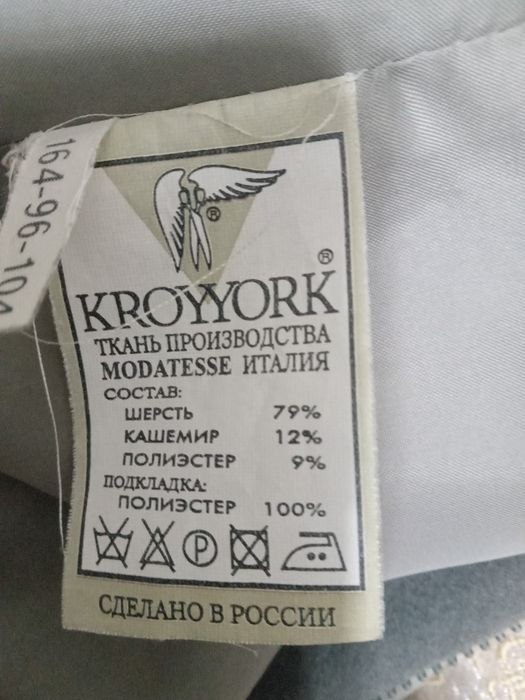 164-96-104
®
®
KROYYORK
ТКАНЬ ПРОИЗВОДСТВА
MODATESSE ИТАЛИЯ
СОСТАВ:
ШЕРСТЬ 79%
КАШЕМИР 12%
ПОЛИЭСТЕР 9%
ПОДКЛАДКА:
ПОЛИЭСТЕР 100%
P
СДЕЛАНО В РОССИИ